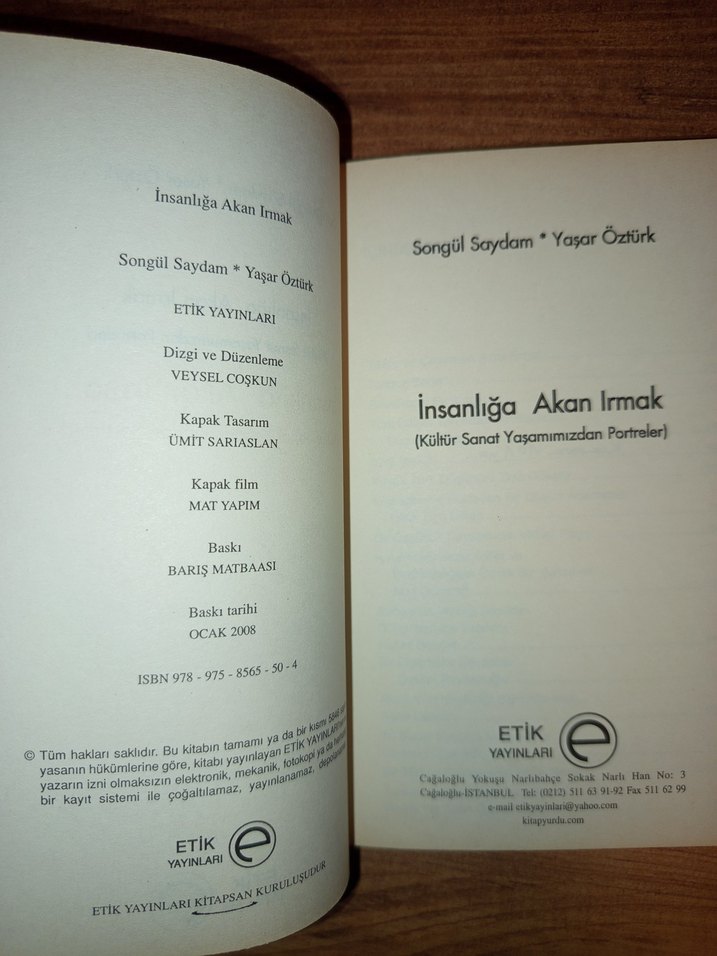 İnsanlığa Akan Irmak
Songül Saydam * Yaşar Öztürk
ETİK YAYINLARI
Dizgi ve Düzenleme
VEYSEL COŞKUN
Kapak Tasarım
ÜMİT SARIASLAN
Kapak film
MAT YAPIM
Baskı
BARIŞ MATBAASI
Baskı tarihi
OCAK 2008
ISBN 978 - 975 - 8565 - 50 - 4
© Tüm hakları saklıdır. Bu kitabın tamamı ya da bir kısmı 5846
yasanın hükümlerine göre, kitabı yayınlayan ETİK YAYINLARI
yazarın izni olmaksızın elektronik, mekanik, fotokopi ya da
bir kayıt sistemi ile çoğaltılamaz, yayınlanamaz,
ETİK
YAYINLARI
e
ETİK YAYINLARI KİTAPSAN KURULUŞUDUR
Songül Saydam * Yaşar Öztürk
İnsanlığa Akan Irmak
(Kültür Sanat Yaşamımızdan Portreler)
ETİK
YAYINLARI
e
Cağaloğlu Yokuşu Narlıbahçe Sokak Narlı Han No: 3
Cağaloğlu-İSTANBUL Tel: (0212) 511 63 91-92 Fax 511 62 99
e-mail etikyayinlari@yahoo.com
kitapyurdu.com